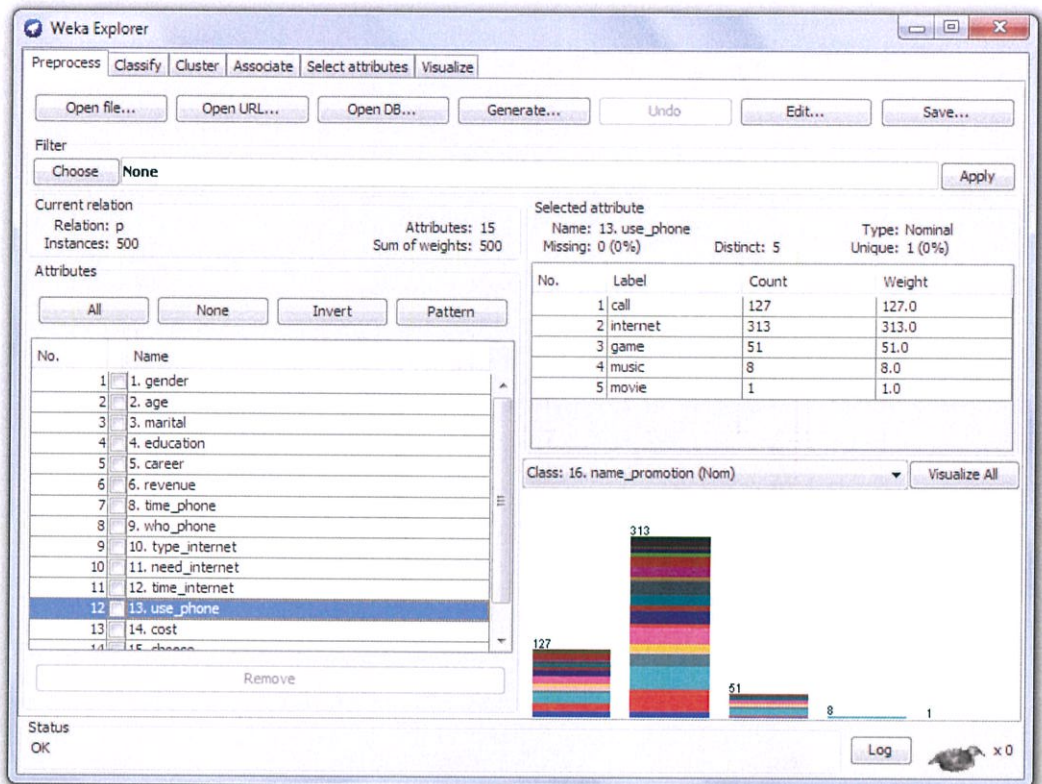 Weka Explorer
Preprocess Classify Cluster Associate Select attributes Visualize
Open file... Open URL... Open DB... Generate... Undo Edit... Save...
Filter
Choose None Apply
Current relation
Relation: p Attributes: 15
Instances: 500 Sum of weights: 500
Attributes
All None Invert Pattern
No. Name
1 1. gender
2 2. age
3 3. marital
4 4. education
5 5. career
6 6. revenue
7 8. time_phone
8 9. who_phone
9 10. type_internet
10 11. need_internet
11 12. time_internet
12 13. use_phone
13 14. cost
14 15. choose
Remove
Selected attribute
Name: 13. use_phone Type: Nominal
Missing: 0 (0%) Distinct: 5 Unique: 1 (0%)
No. Label Count Weight
1 call 127 127.0
2 internet 313 313.0
3 game 51 51.0
4 music 8 8.0
5 movie 1 1.0
Class: 16. name_promotion (Nom) Visualize All
313
127
51
8
1
Status
OK
Log x 0